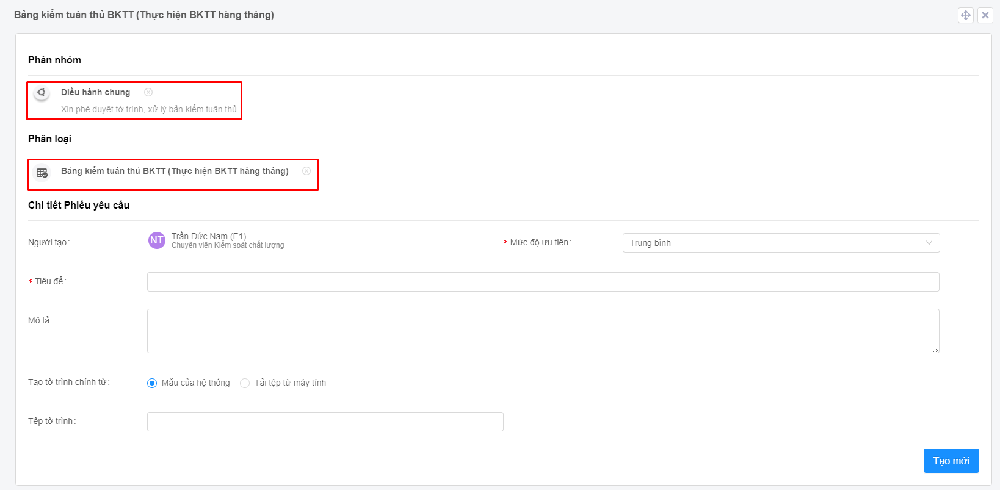 Bảng kiểm tuân thủ BKTT (Thực hiện BKTT hàng tháng)
Phân nhóm
Điều hành chung
Xin phê duyệt tờ trình, xử lý bản kiểm tuân thủ
Phân loại
Bảng kiểm tuân thủ BKTT (Thực hiện BKTT hàng tháng)
Chi tiết Phiếu yêu cầu
Người tạo:
NT
Trần Đức Nam (E1)
Chuyên viên Kiểm soát chất lượng
* Mức độ ưu tiên:
Trung bình
* Tiêu để:
Mô tả:
Tạo tờ trình chính từ:
Mẫu của hệ thống
Tải tệp từ máy tính
Tệp tờ trình:
Tạo mới